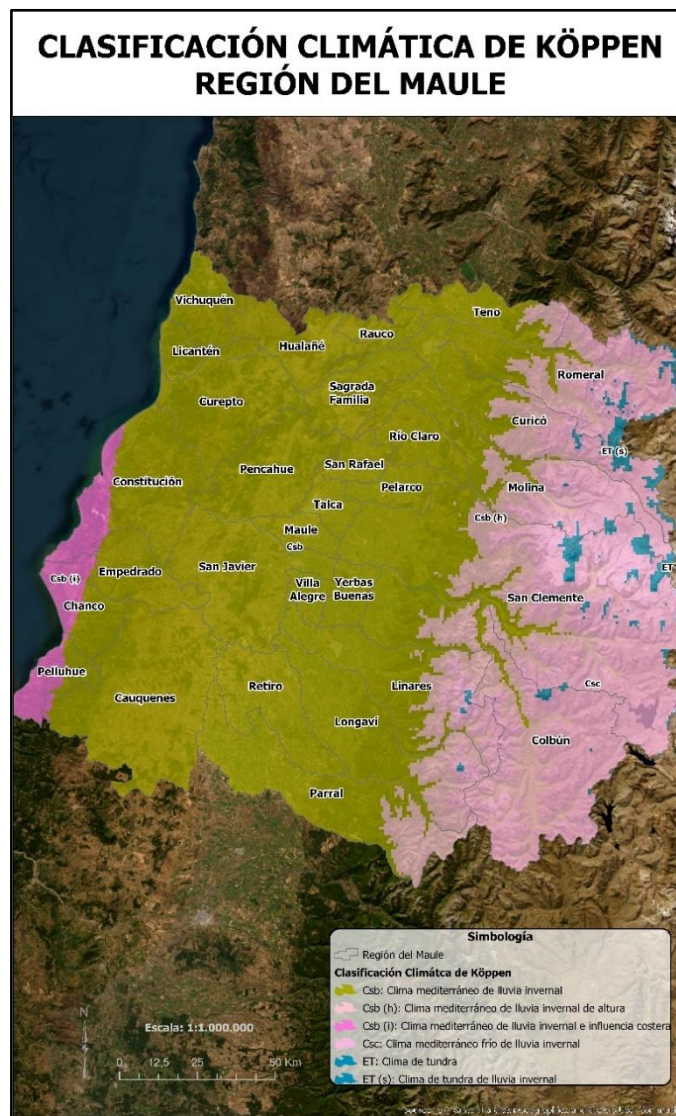 CLASIFICACIÓN CLIMÁTICA DE KÖPPEN
REGIÓN DEL MAULE
Vichuquén
Teno
Rauco
Hualañé
Licantén
Romeral
Sagrada
Familia
Curepto
Curicó
Río Claro
ET (s)
San Rafael
Pencahue
Constitución
Pelarco
Molina
Talca
Csb (h)
Maule
Csb
San Javier
Empedrado
ET
Csb (i)
Villa
Alegre
Yerbas
Buenas
San Clemente
Chanco
Pelluhue
Csc
Cauquenes
Retiro
Linares
Longaví
Colbún
Parral
Simbología
Región del Maule
Clasificación Climátca de Köppen
Csb: Clima mediterráneo de lluvia invernal
Csb (h): Clima mediterráneo de lluvia invernal de altura
Csb (i): Clima mediterráneo de lluvia invernal e influencia costera
Csc: Clima mediterráneo frío de lluvia invernal
ET: Clima de tundra
ET (s): Clima de tundra de lluvia invernal
N
Escala: 1:1.000.000
0 12,5 25 50 Km